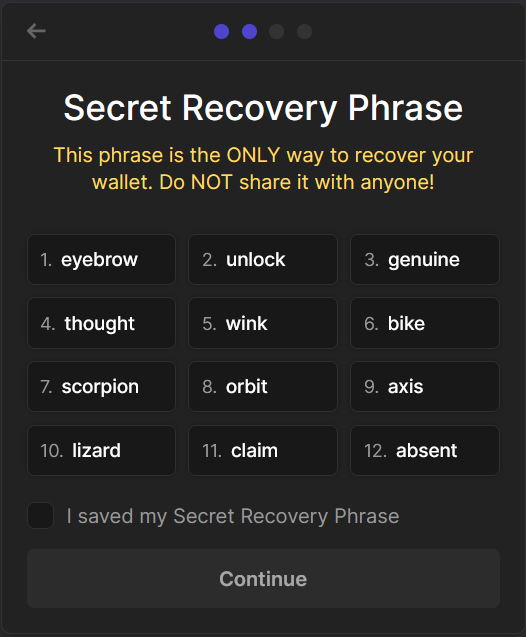 Secret Recovery Phrase
This phrase is the ONLY way to recover your
wallet. Do NOT share it with anyone!
1. eyebrow 2. unlock 3. genuine
4. thought 5. wink 6. bike
7. scorpion 8. orbit 9. axis
10. lizard 11. claim 12. absent
I saved my Secret Recovery Phrase
Continue